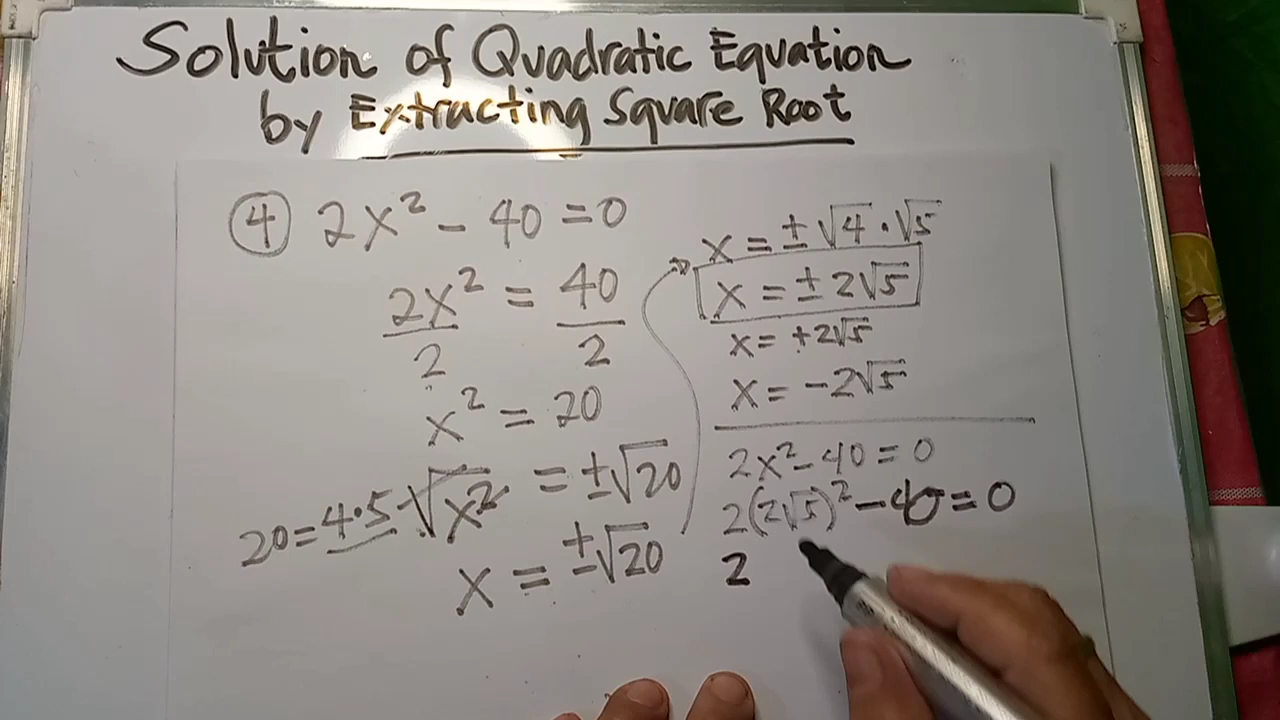 Solution of Quadratic Equation
by Extracting Square Root
④ 2x² - 40 = 0
2x² = 40
2 2
x² = 20
20 = 4·5 √x² = ±√20
x = ±√20
x = ±√4 · √5
x = ±2√5
x = +2√5
x = -2√5
2x² - 40 = 0
2(2√5)² - 40 = 0
2